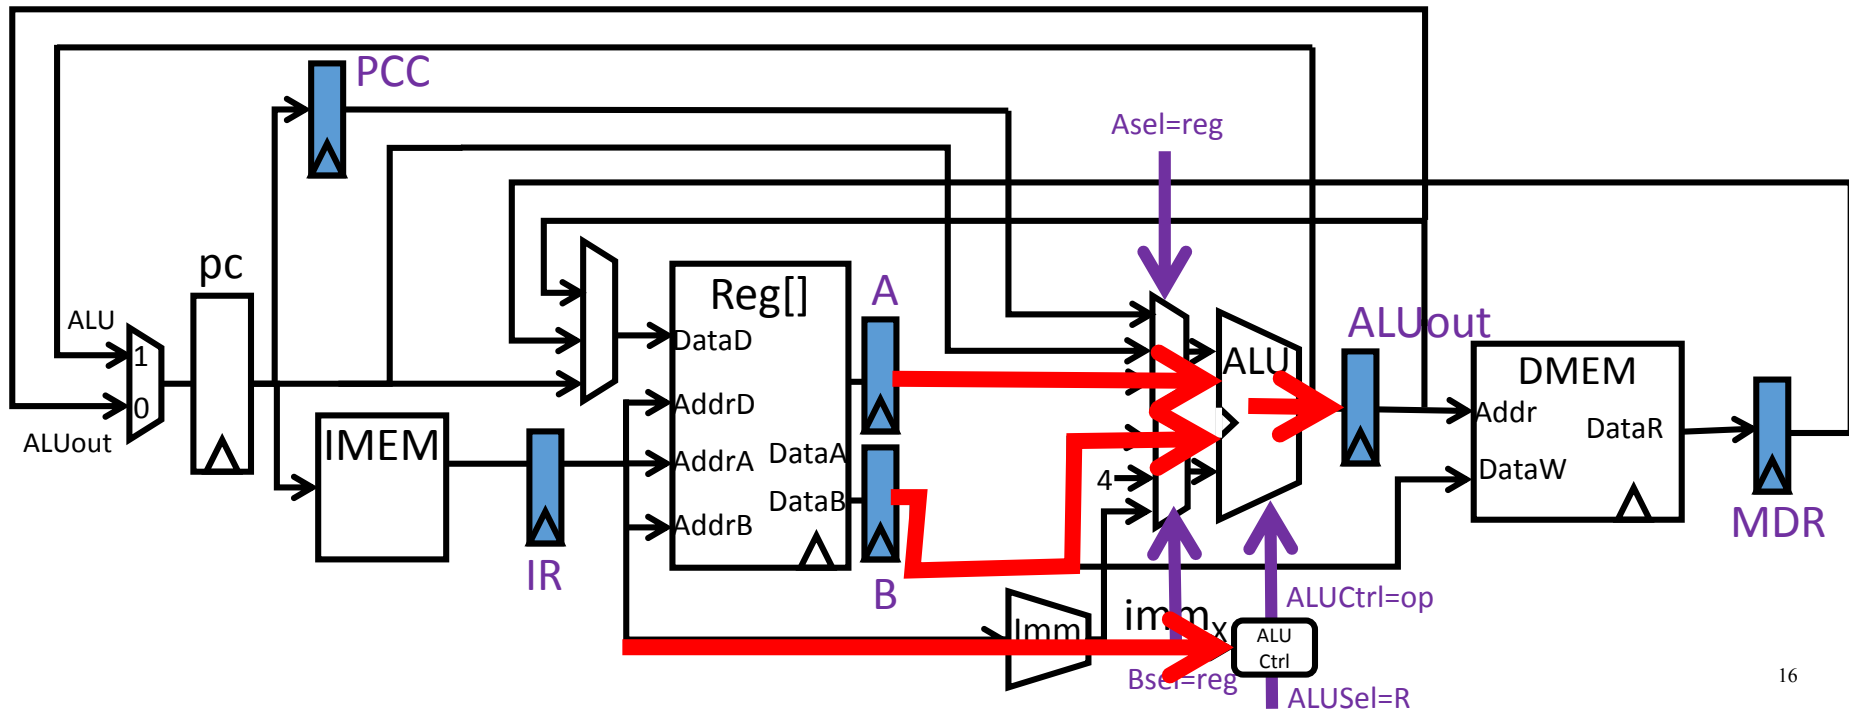 PCC
Asel=reg
pc
Reg[]
A
ALUout
ALU
1
DataD
ALU
DMEM
0
ALUout
AddrD
Addr
DataR
IMEM
AddrA
DataA
4
DataW
DataB
AddrB
MDR
IR
B
Imm
immx
ALUCtrl=op
ALU
Ctrl
Bsel=reg
ALUSel=R
16